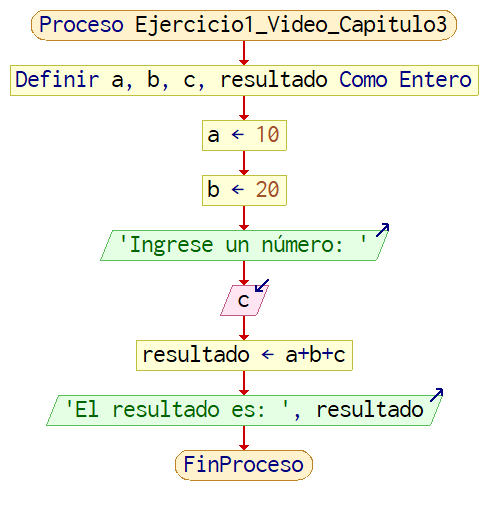 Proceso Ejercicio1_Video_Capitulo3
Definir a, b, c, resultado Como Entero
a ← 10
b ← 20
'Ingrese un número: '
c
resultado ← a+b+c
'El resultado es: ', resultado
FinProceso